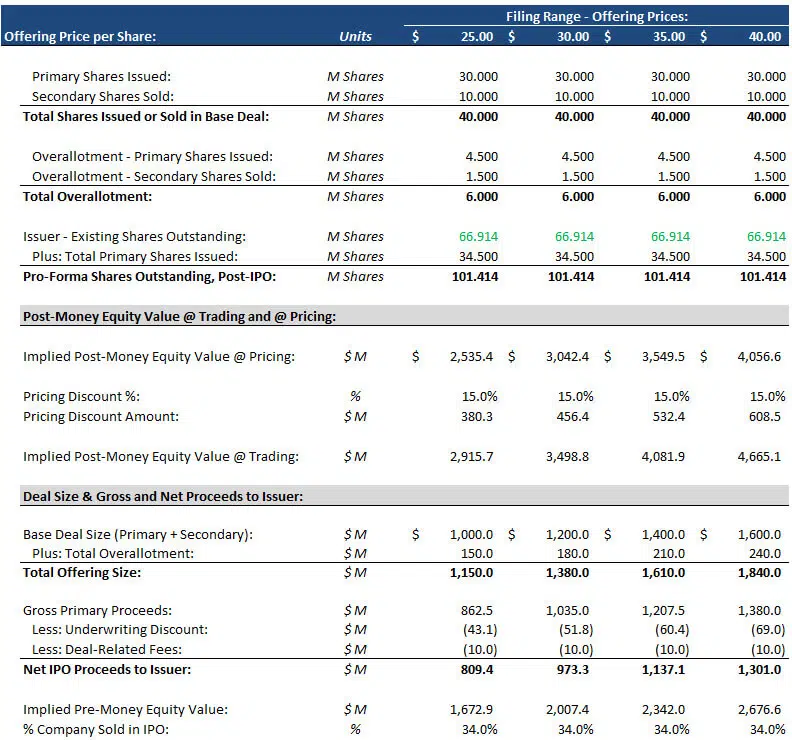 Filing Range - Offering Prices:
Offering Price per Share: Units $ 25.00 $ 30.00 $ 35.00 $ 40.00
Primary Shares Issued: M Shares 30.000 30.000 30.000 30.000
Secondary Shares Sold: M Shares 10.000 10.000 10.000 10.000
Total Shares Issued or Sold in Base Deal: M Shares 40.000 40.000 40.000 40.000
Overallotment - Primary Shares Issued: M Shares 4.500 4.500 4.500 4.500
Overallotment - Secondary Shares Sold: M Shares 1.500 1.500 1.500 1.500
Total Overallotment: M Shares 6.000 6.000 6.000 6.000
Issuer - Existing Shares Outstanding: M Shares 66.914 66.914 66.914 66.914
Plus: Total Primary Shares Issued: M Shares 34.500 34.500 34.500 34.500
Pro-Forma Shares Outstanding, Post-IPO: M Shares 101.414 101.414 101.414 101.414
Post-Money Equity Value @ Trading and @ Pricing:
Implied Post-Money Equity Value @ Pricing: $ M $ 2,535.4 $ 3,042.4 $ 3,549.5 $ 4,056.6
Pricing Discount %: % 15.0% 15.0% 15.0% 15.0%
Pricing Discount Amount: $ M 380.3 456.4 532.4 608.5
Implied Post-Money Equity Value @ Trading: $ M 2,915.7 3,498.8 4,081.9 4,665.1
Deal Size & Gross and Net Proceeds to Issuer:
Base Deal Size (Primary + Secondary): $ M $ 1,000.0 $ 1,200.0 $ 1,400.0 $ 1,600.0
Plus: Total Overallotment: $ M 150.0 180.0 210.0 240.0
Total Offering Size: $ M 1,150.0 1,380.0 1,610.0 1,840.0
Gross Primary Proceeds: $ M 862.5 1,035.0 1,207.5 1,380.0
Less: Underwriting Discount: $ M (43.1) (51.8) (60.4) (69.0)
Less: Deal-Related Fees: $ M (10.0) (10.0) (10.0) (10.0)
Net IPO Proceeds to Issuer: $ M 809.4 973.3 1,137.1 1,301.0
Implied Pre-Money Equity Value: $ M 1,672.9 2,007.4 2,342.0 2,676.6
% Company Sold in IPO: % 34.0% 34.0% 34.0% 34.0%